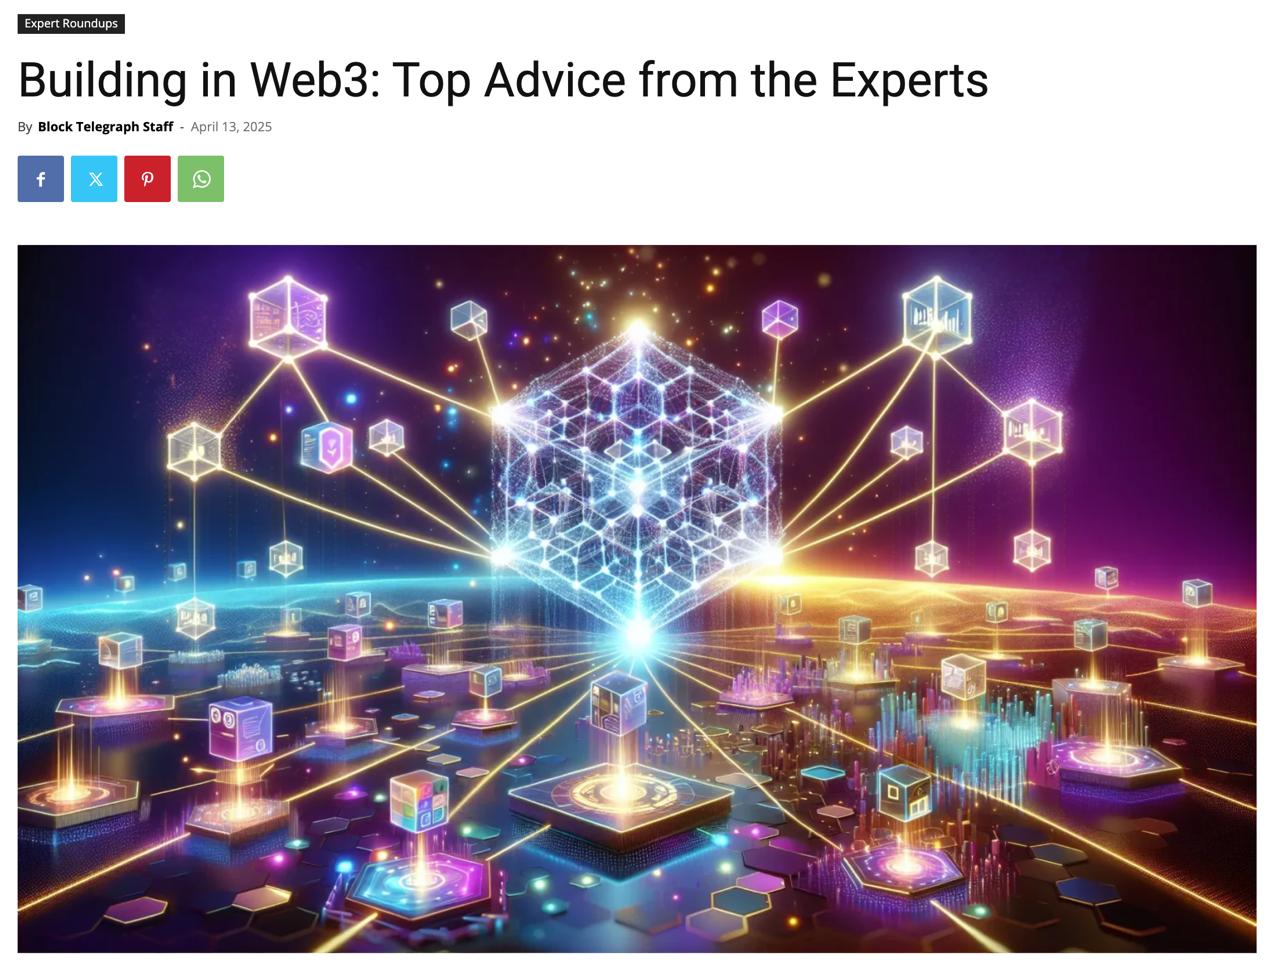 Expert Roundups
Building in Web3: Top Advice from the Experts
By Block Telegraph Staff - April 13, 2025